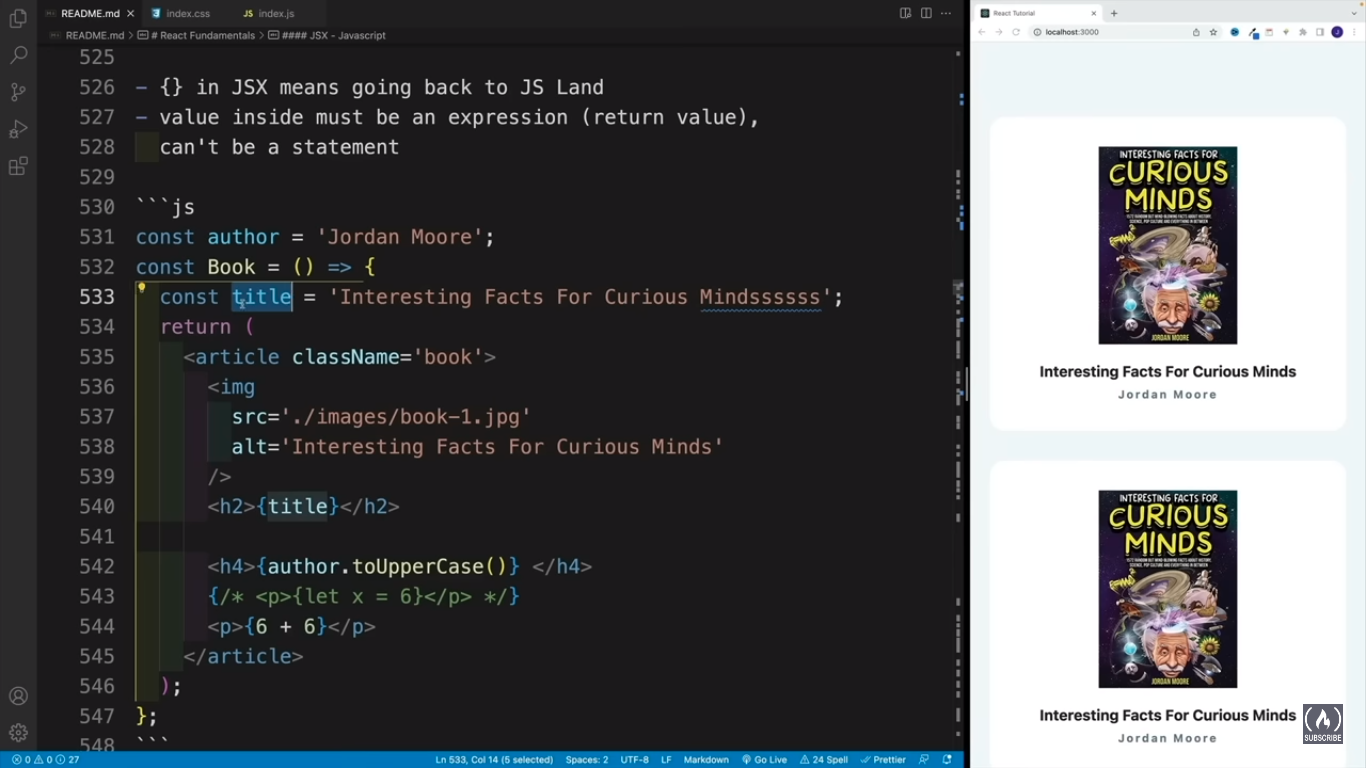 README.md
index.css
JS index.js
README.md > # React Fundamentals > #### JSX - Javascript
525
526 - {} in JSX means going back to JS Land
527 - value inside must be an expression (return value),
528 can't be a statement
529
530 ```js
531 const author = 'Jordan Moore';
532 const Book = () => {
533 const title = 'Interesting Facts For Curious Mindssssss';
534 return (
535 <article className='book'>
536 <img
537 src='./images/book-1.jpg'
538 alt='Interesting Facts For Curious Minds'
539 />
540 <h2>{title}</h2>
541
542 <h4>{author.toUpperCase()} </h4>
543 {/* <p>{let x = 6}</p> */}
544 <p>{6 + 6}</p>
545 </article>
546 );
547 };
548 ```
0 0 27 Ln 533, Col 14 (5 selected) Spaces: 2 UTF-8 LF Markdown Go Live 24 Spell Prettier
React Tutorial
localhost:3000
J
INTERESTING FACTS FOR
CURIOUS
MINDS
JORDAN MOORE
Interesting Facts For Curious Minds
Jordan Moore
INTERESTING FACTS FOR
CURIOUS
MINDS
JORDAN MOORE
Interesting Facts For Curious Minds
Jordan Moore
SUBSCRIBE